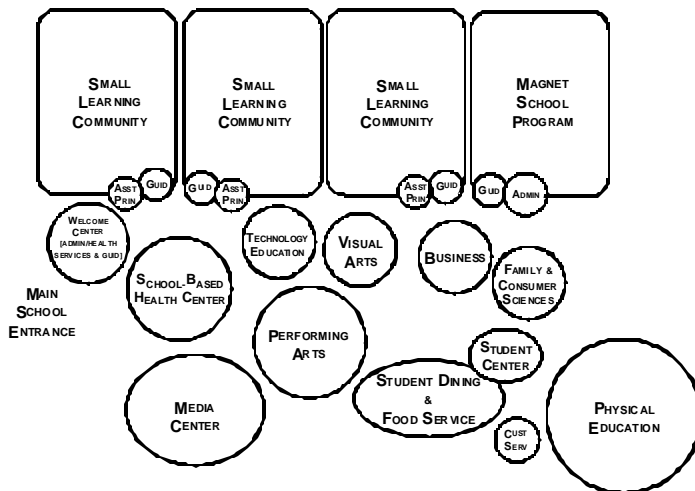 SMALL
LEARNING
COMMUNITY
SMALL
LEARNING
COMMUNITY
SMALL
LEARNING
COMMUNITY
MAGNET
SCHOOL
PROGRAM
ASST
PRIN
GUID
GUID
ASST
PRIN
ASST
PRIN
GUID
GUID
ADMIN
WELCOME
CENTER
[ADMIN/HEALTH
SERVICES & GUID]
TECHNOLOGY
EDUCATION
VISUAL
ARTS
BUSINESS
FAMILY &
CONSUMER
SCIENCES
SCHOOL-BASED
HEALTH CENTER
MAIN
SCHOOL
ENTRANCE
PERFORMING
ARTS
STUDENT
CENTER
MEDIA
CENTER
STUDENT DINING
&
FOOD SERVICE
PHYSICAL
EDUCATION
CUST
SERV